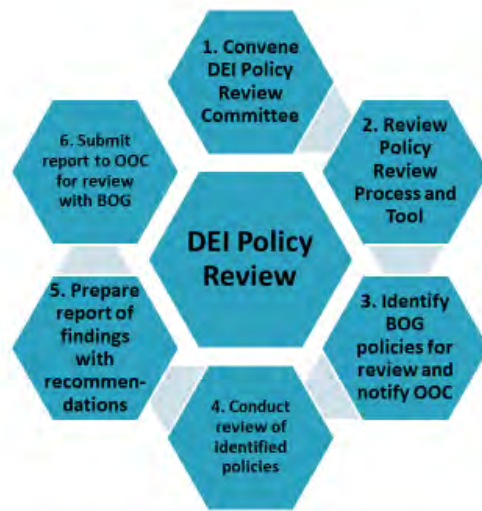 1. Convene
DEI Policy
Review
Committee
2. Review
Policy
Review
Process and
Tool
3. Identify
BOG
policies for
review and
notify OOC
4. Conduct
review of
identified
policies
5. Prepare
report of
findings
with
recommen-
dations
6. Submit
report to OOC
for review
with BOG
DEI Policy
Review